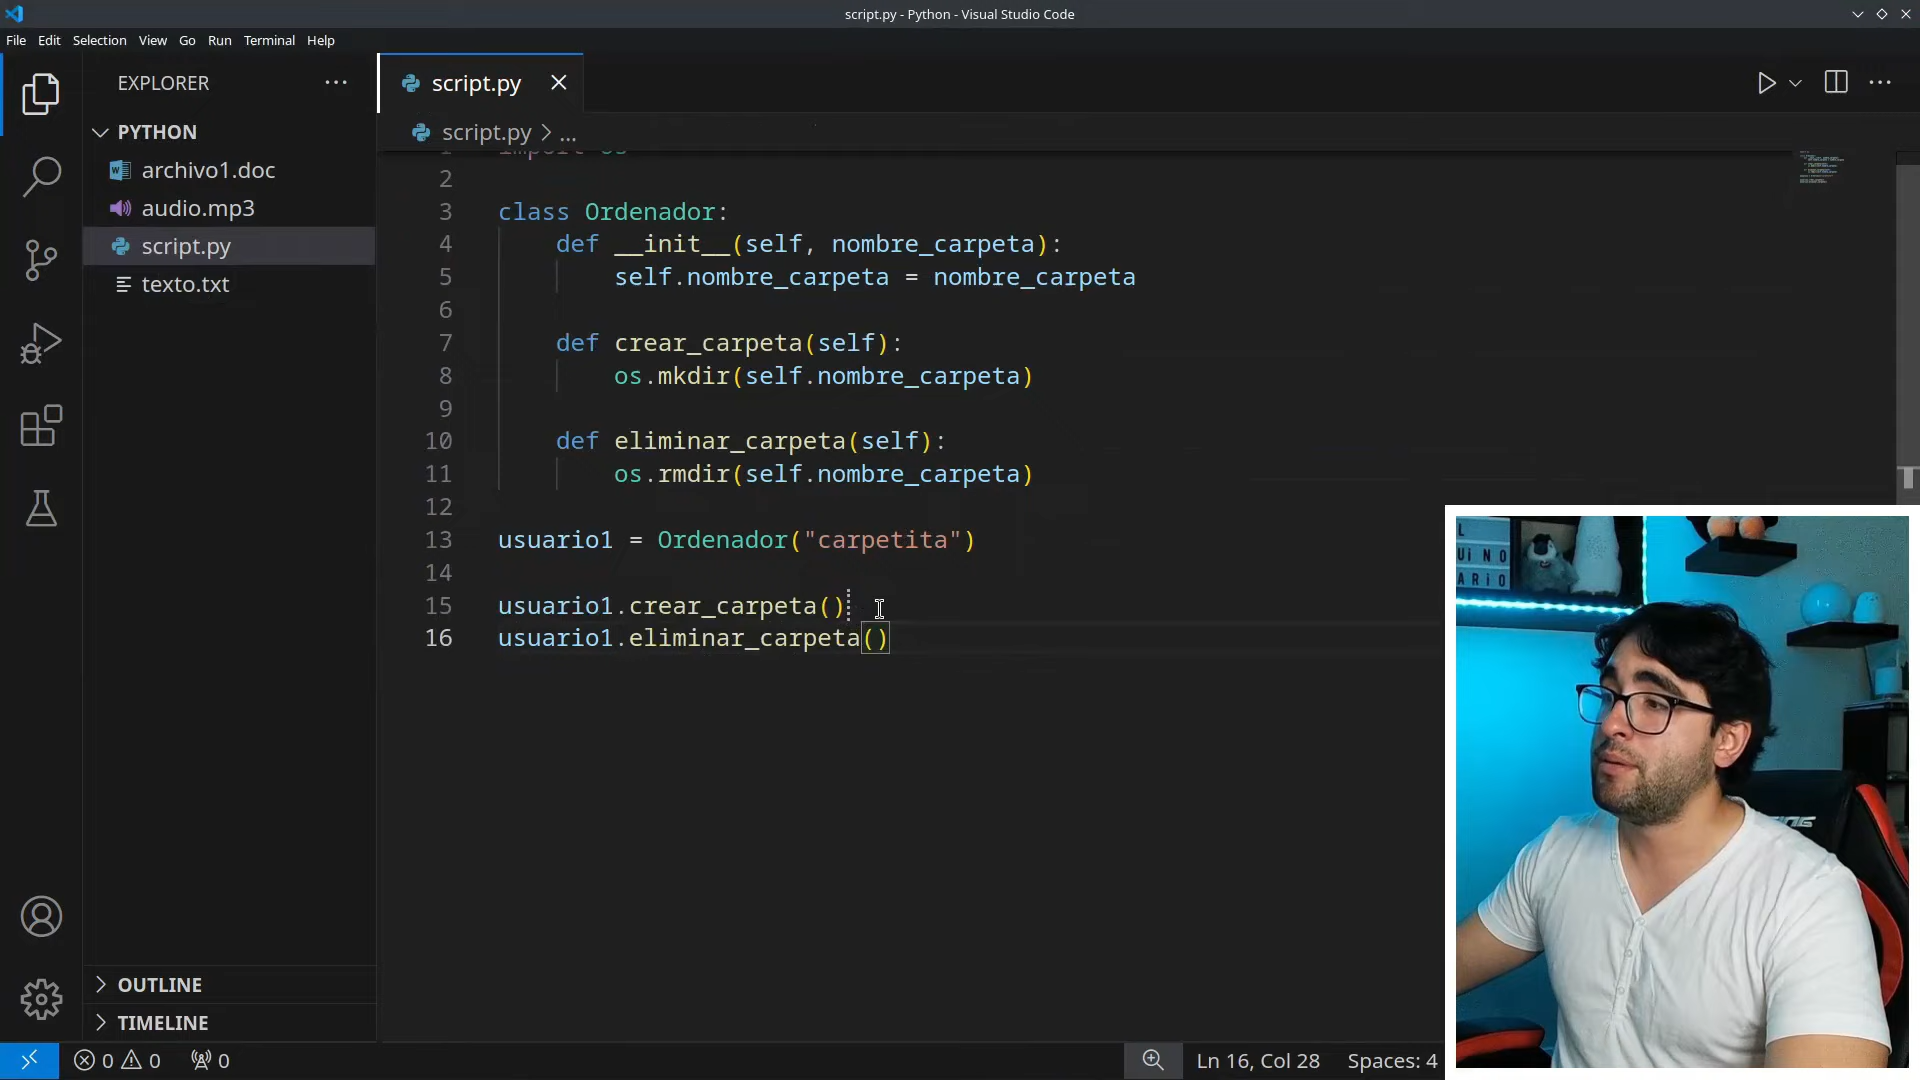 script.py - Python - Visual Studio Code
File Edit Selection View Go Run Terminal Help
EXPLORER
PYTHON
archivo1.doc
audio.mp3
script.py
texto.txt
OUTLINE
TIMELINE
script.py
script.py > ...
1 import os
2
3 class Ordenador:
4 def __init__(self, nombre_carpeta):
5 self.nombre_carpeta = nombre_carpeta
6
7 def crear_carpeta(self):
8 os.mkdir(self.nombre_carpeta)
9
10 def eliminar_carpeta(self):
11 os.rmdir(self.nombre_carpeta)
12
13 usuario1 = Ordenador("carpetita")
14
15 usuario1.crear_carpeta()
16 usuario1.eliminar_carpeta()
0 0 0
Ln 16, Col 28 Spaces: 4